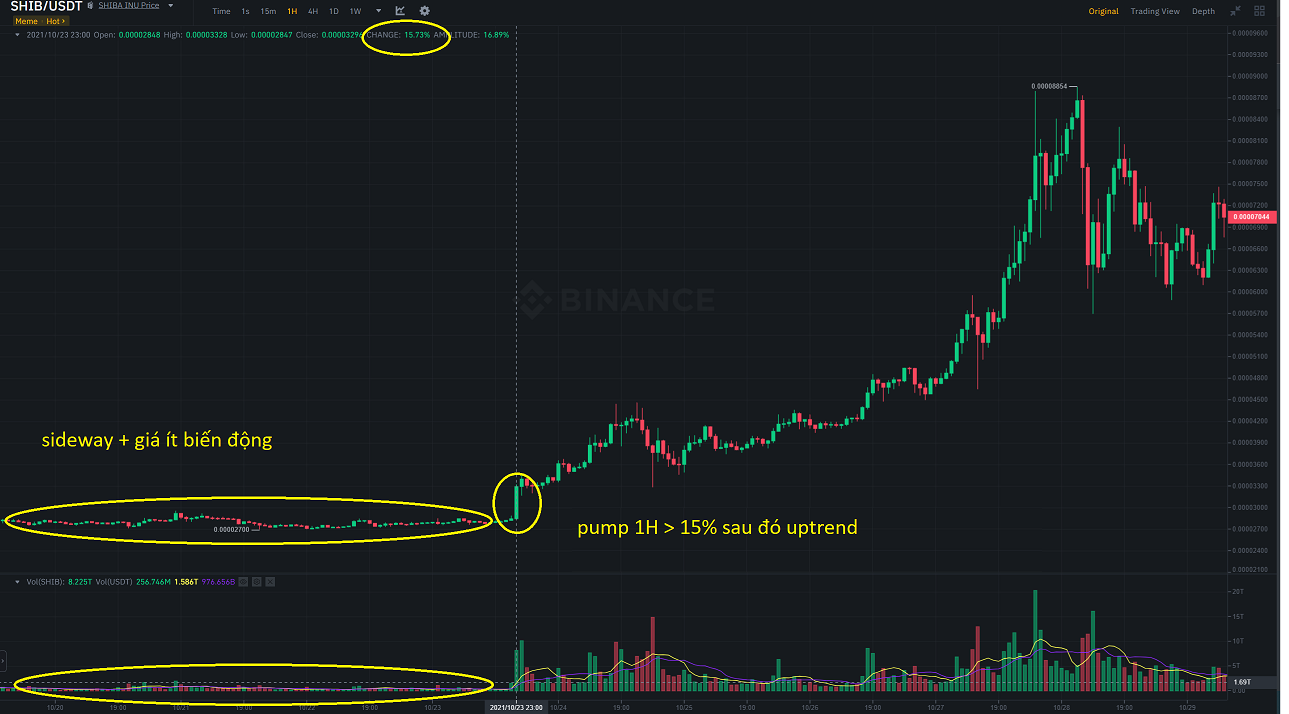 SHIB/USDT SHIBA INU Price
Meme Hot
Time 1s 15m 1H 4H 1D 1W
Original Trading View Depth
2021/10/23 23:00 Open: 0.00002848 High: 0.00003328 Low: 0.00002847 Close: 0.00003296 CHANGE: 15.73% AMPLITUDE: 16.89%
0.00009600
0.00009300
0.00009000
0.00008854
0.00008700
0.00008400
0.00008100
0.00007800
0.00007500
0.00007200
0.00007044
0.00006900
0.00006600
0.00006300
0.00006000
BINANCE
0.00005700
0.00005400
0.00005100
0.00004800
0.00004500
0.00004200
sideway + giá ít biến động
0.00003900
0.00003600
0.00003300
0.00003000
0.00002700
pump 1H > 15% sau đó uptrend
0.00002700
0.00002400
0.00002100
Vol(SHIB): 8.225T Vol(USDT) 256.746M 1.586T 976.656B
20T
15T
10T
5T
1.69T
0.00
10/20 19:00 10/21 19:00 10/22 19:00 10/23 2021/10/23 23:00 10/24 19:00 10/25 19:00 10/26 19:00 10/27 19:00 10/28 19:00 10/29